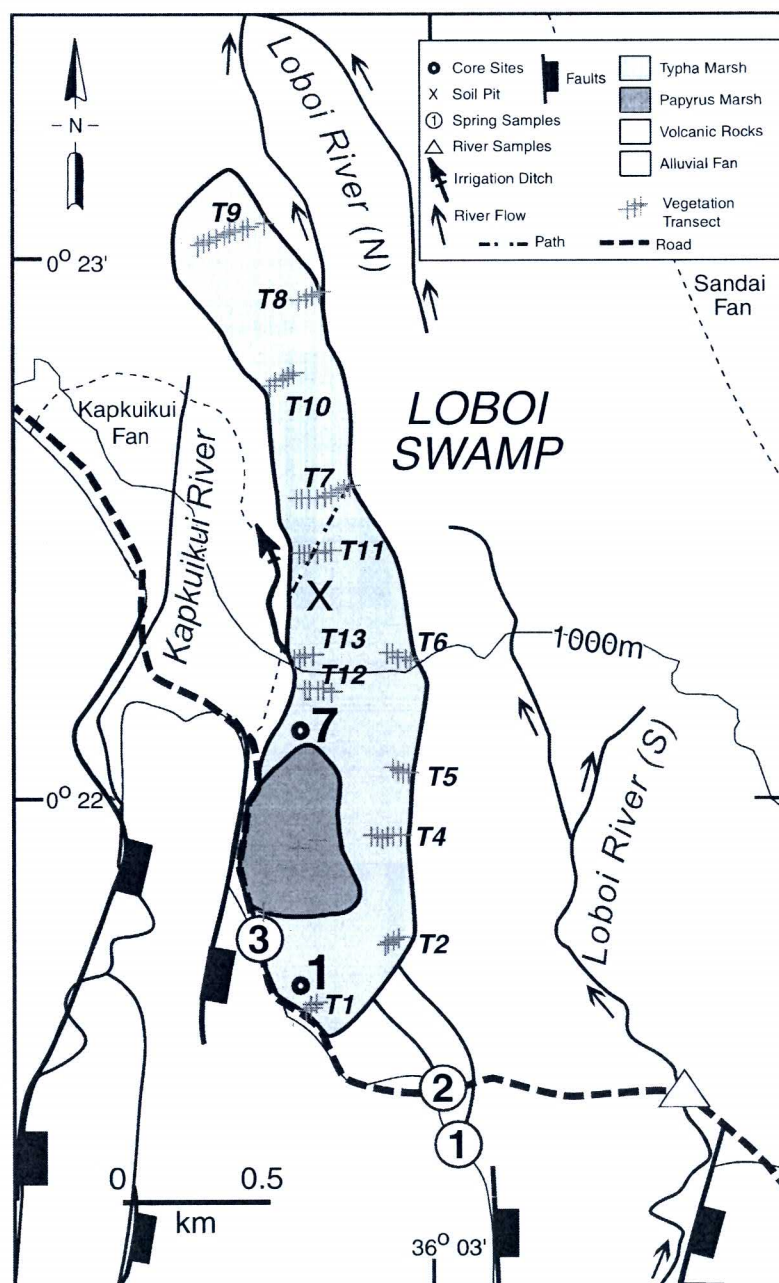 Loboi River (N)
Core Sites
Faults
X Soil Pit
1 Spring Samples
River Samples
Irrigation Ditch
River Flow
Path
Typha Marsh
Papyrus Marsh
Volcanic Rocks
Alluvial Fan
Vegetation
Transect
Road
- N -
T9
0° 23'
T8
Sandai
Fan
T10
Kapkuikui
Fan
LOBOI
SWAMP
Kapkuikui River
T7
T11
X
T13
T6
1000m
T12
7
T5
0° 22'
T4
Loboi River (S)
3
T2
1
T1
2
1
0 0.5
km
36° 03'